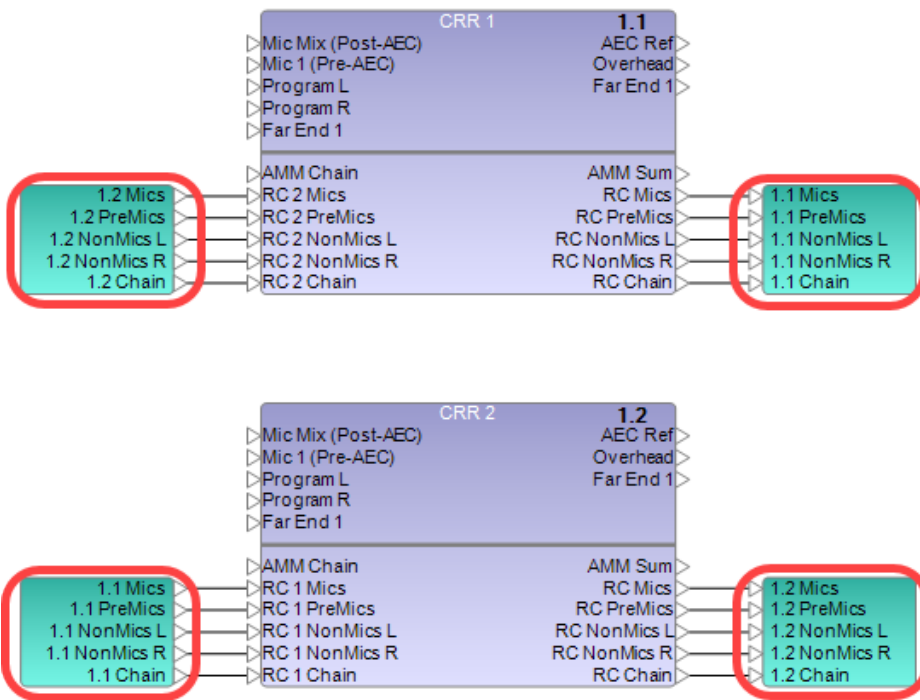 CRR 1 1.1
Mic Mix (Post-AEC) AEC Ref
Mic 1 (Pre-AEC) Overhead
Program L Far End 1
Program R
Far End 1
AMM Chain AMM Sum
1.2 Mics RC 2 Mics RC Mics 1.1 Mics
1.2 PreMics RC 2 PreMics RC PreMics 1.1 PreMics
1.2 NonMics L RC 2 NonMics L RC NonMics L 1.1 NonMics L
1.2 NonMics R RC 2 NonMics R RC NonMics R 1.1 NonMics R
1.2 Chain RC 2 Chain RC Chain 1.1 Chain
CRR 2 1.2
Mic Mix (Post-AEC) AEC Ref
Mic 1 (Pre-AEC) Overhead
Program L Far End 1
Program R
Far End 1
AMM Chain AMM Sum
1.1 Mics RC 1 Mics RC Mics 1.2 Mics
1.1 PreMics RC 1 PreMics RC PreMics 1.2 PreMics
1.1 NonMics L RC 1 NonMics L RC NonMics L 1.2 NonMics L
1.1 NonMics R RC 1 NonMics R RC NonMics R 1.2 NonMics R
1.1 Chain RC 1 Chain RC Chain 1.2 Chain